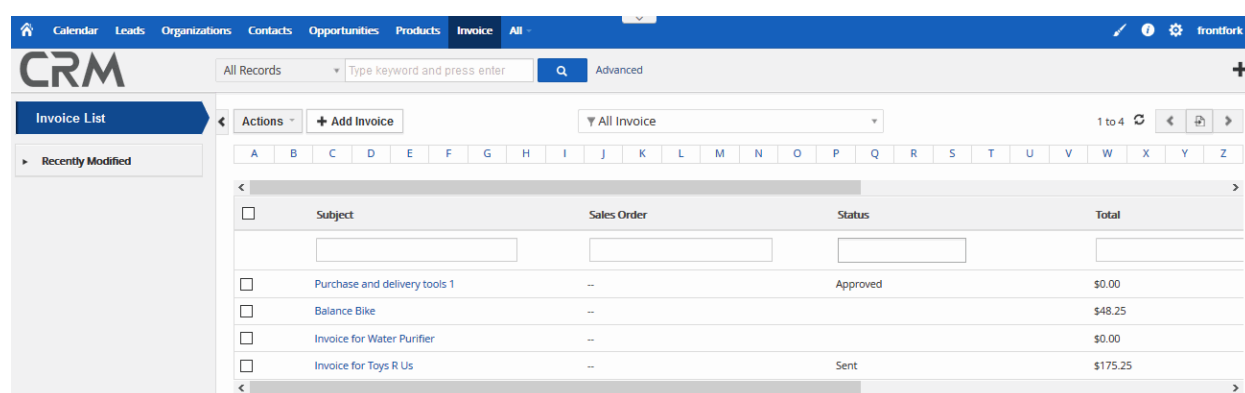 Calendar Leads Organizations Contacts Opportunities Products Invoice All frontfork
CRM All Records Type keyword and press enter Advanced
Invoice List Actions + Add Invoice All Invoice 1 to 4
Recently Modified
A B C D E F G H I J K L M N O P Q R S T U V W X Y Z
Subject Sales Order Status Total
Purchase and delivery tools 1 -- Approved $0.00
Balance Bike -- $48.25
Invoice for Water Purifier -- $0.00
Invoice for Toys R Us -- Sent $175.25